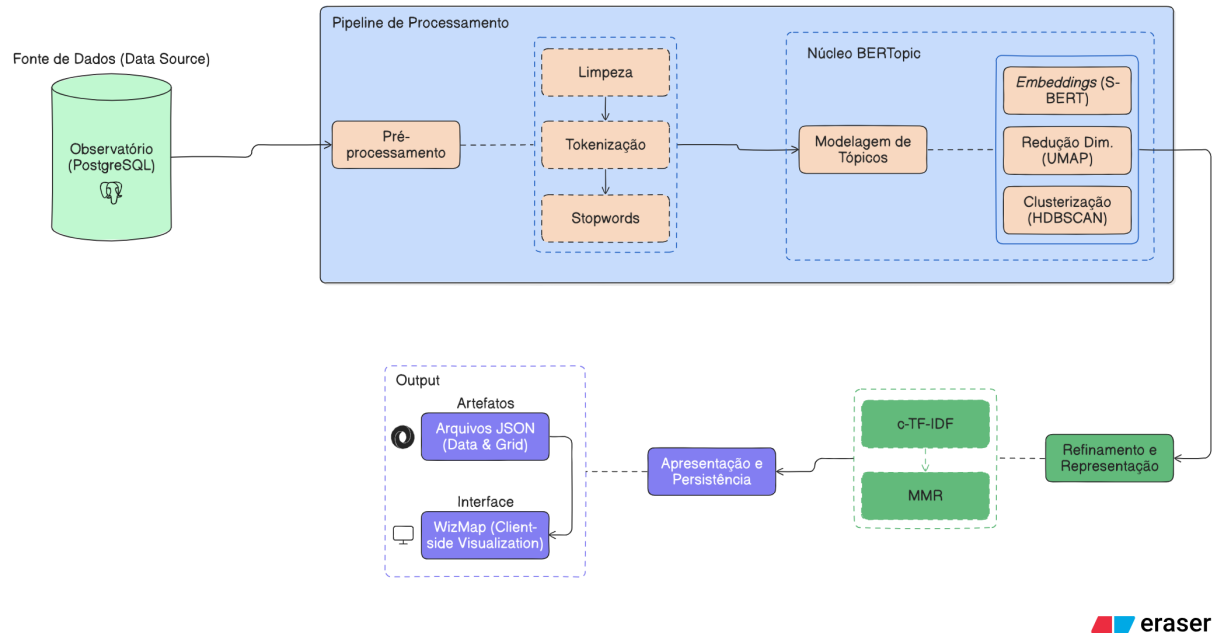 Pipeline de Processamento
Fonte de Dados (Data Source)
Observatório
(PostgreSQL)
Pré-
processamento
Limpeza
Tokenização
Stopwords
Núcleo BERTopic
Modelagem de
Tópicos
Embeddings (S-
BERT)
Redução Dim.
(UMAP)
Clusterização
(HDBSCAN)
Refinamento e
Representação
c-TF-IDF
MMR
Apresentação e
Persistência
Output
Artefatos
Arquivos JSON
(Data & Grid)
Interface
WizMap (Client-
side Visualization)
eraser